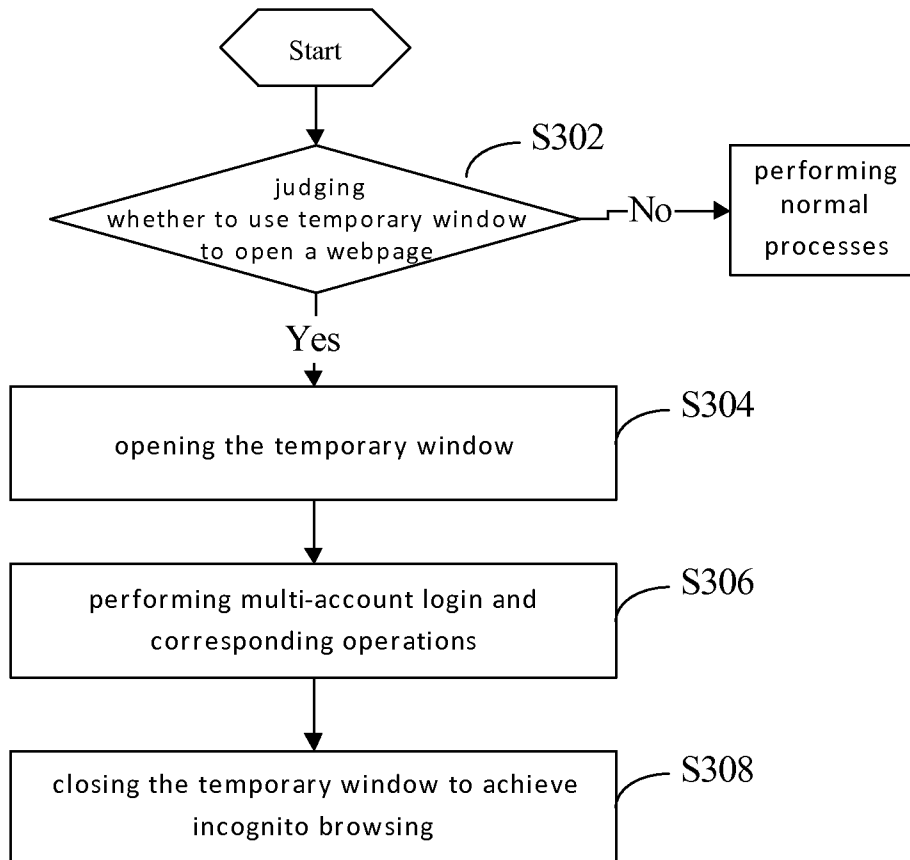 Start
S302
judging
whether to use temporary window
to open a webpage
No
performing
normal
processes
Yes
S304
opening the temporary window
S306
performing multi-account login and
corresponding operations
S308
closing the temporary window to achieve
incognito browsing